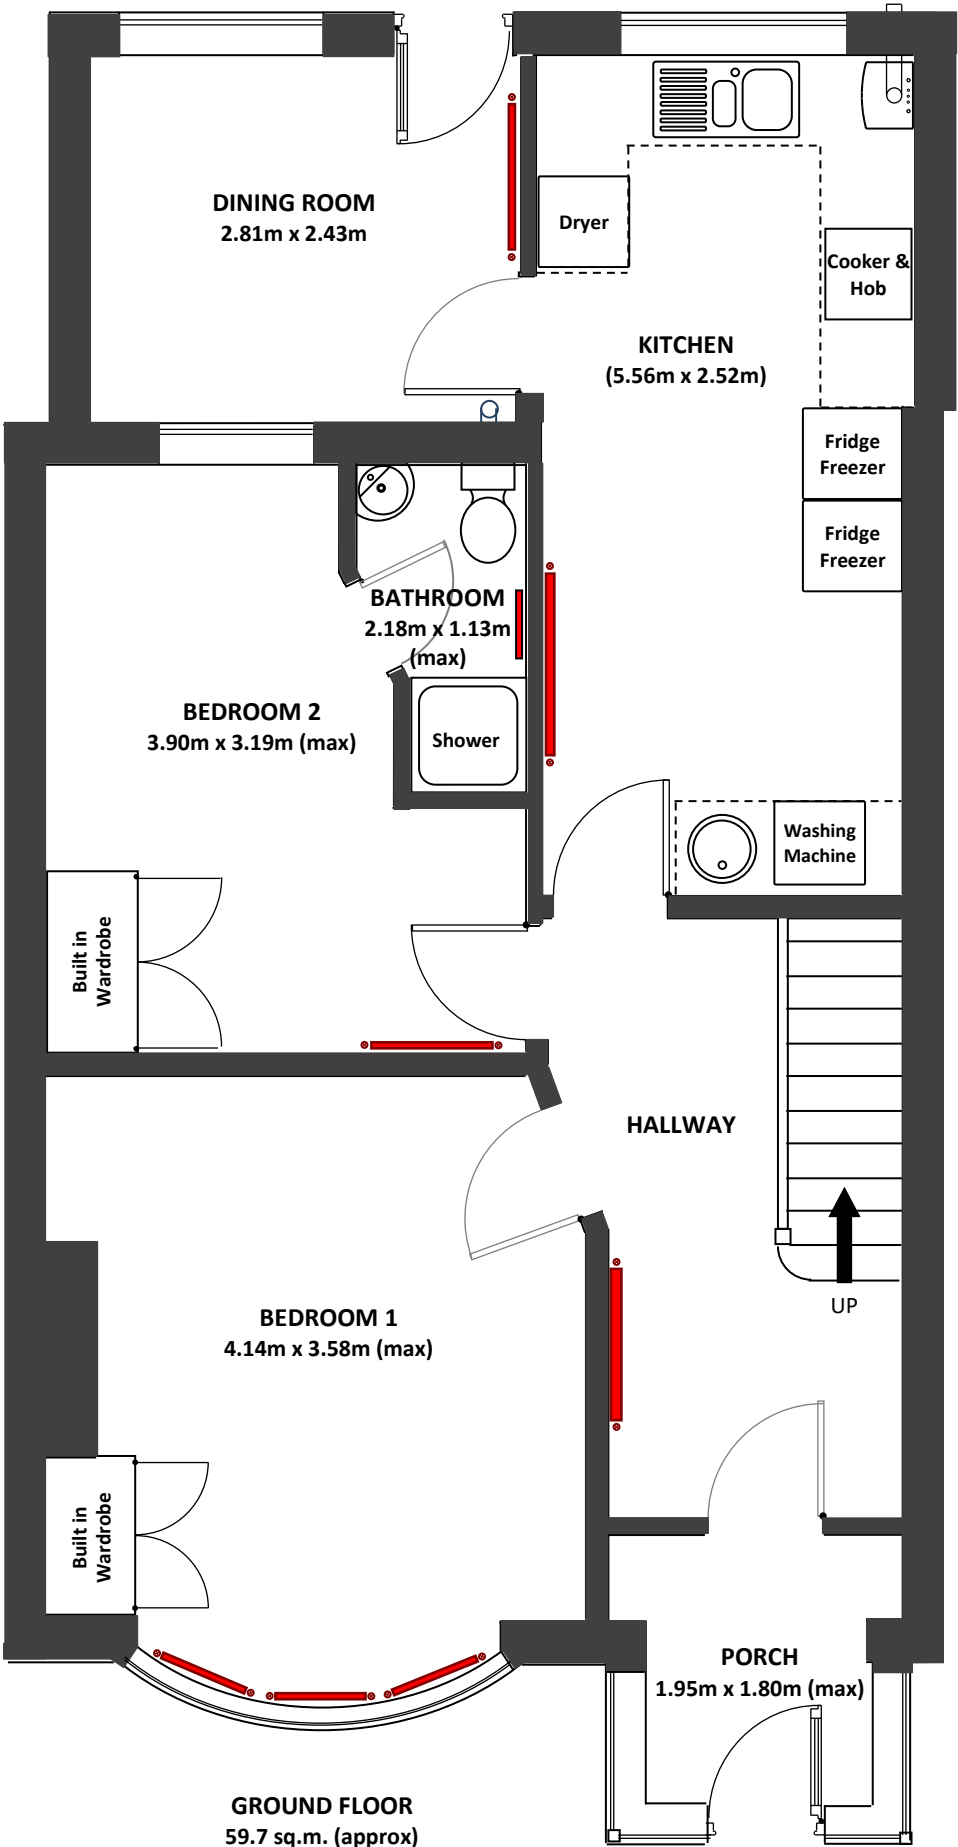 DINING ROOM
2.81m x 2.43m
Dryer
Cooker &
Hob
KITCHEN
(5.56m x 2.52m)
Fridge
Freezer
Fridge
Freezer
BATHROOM
2.18m x 1.13m
(max)
BEDROOM 2
3.90m x 3.19m (max)
Shower
Washing
Machine
Built in
Wardrobe
HALLWAY
UP
BEDROOM 1
4.14m x 3.58m (max)
Built in
Wardrobe
PORCH
1.95m x 1.80m (max)
GROUND FLOOR
59.7 sq.m. (approx)